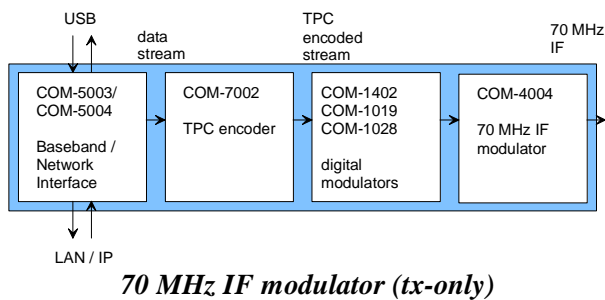 USB
data
stream
TPC
encoded
stream
70 MHz
IF
COM-5003/
COM-5004
Baseband /
Network
Interface
COM-7002
TPC encoder
COM-1402
COM-1019
COM-1028
digital
modulators
COM-4004
70 MHz IF
modulator
LAN / IP
70 MHz IF modulator (tx-only)